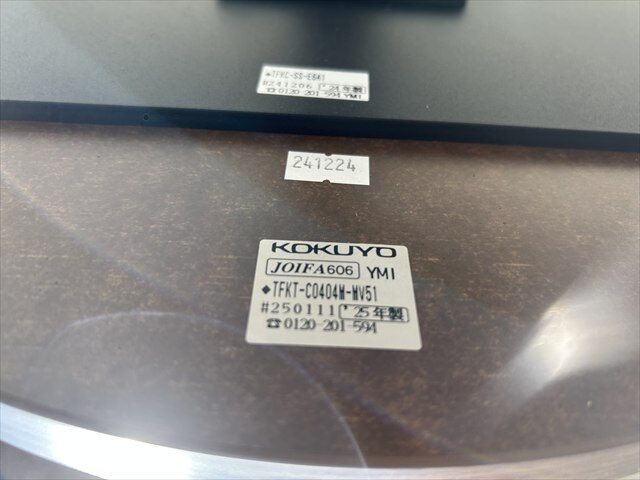 ◆TFKC-SS-E6A1
#241206 '24年製
☎0120-201-594 YMI
241224
KOKUYO
JOIFA606 YMI
◆TFKT-C0404M-MV51
#250111 '25年製
☎0120-201-594